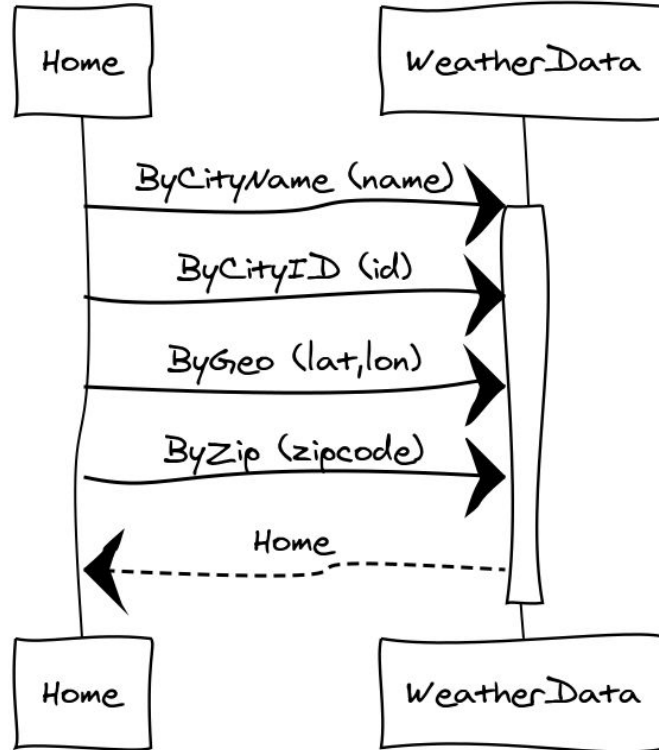 Home
WeatherData
ByCityName (name)
ByCityID (id)
ByGeo (lat,lon)
ByZip (zipcode)
Home
Home
WeatherData